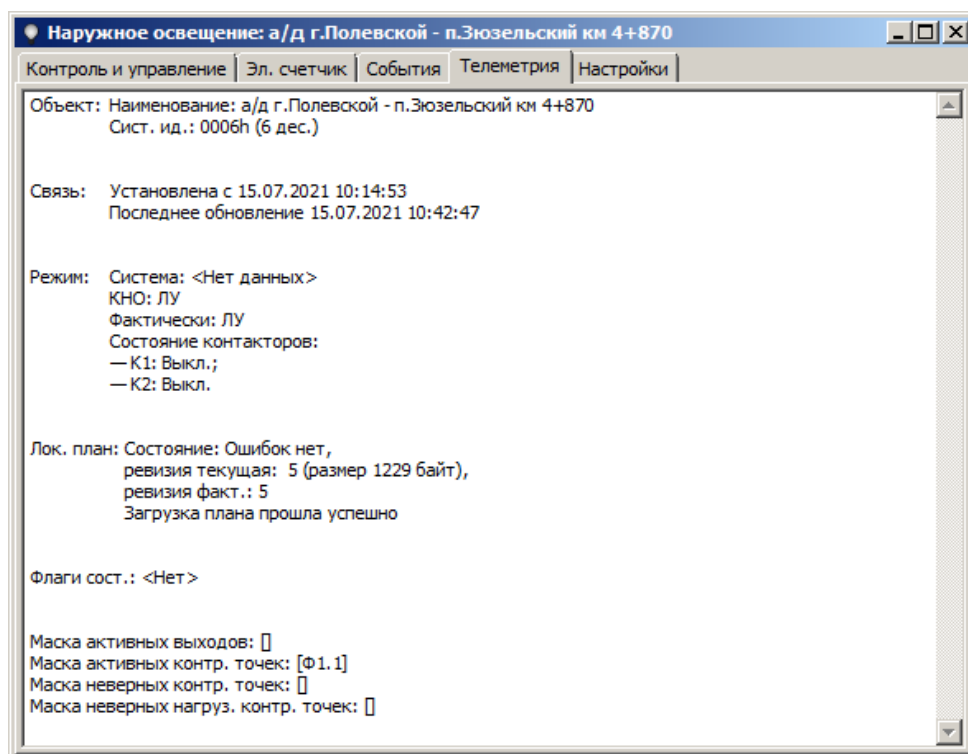 Наружное освещение: а/д г.Полевской - п.Зюзельский км 4+870
Контроль и управление Эл. счетчик События Телеметрия Настройки
Объект: Наименование: а/д г.Полевской - п.Зюзельский км 4+870
Сист. ид.: 0006h (6 дес.)
Связь: Установлена с 15.07.2021 10:14:53
Последнее обновление 15.07.2021 10:42:47
Режим: Система: <Нет данных>
КНО: ЛУ
Фактически: ЛУ
Состояние контакторов:
— К1: Выкл.;
— К2: Выкл.
Лок. план: Состояние: Ошибок нет,
ревизия текущая: 5 (размер 1229 байт),
ревизия факт.: 5
Загрузка плана прошла успешно
Флаги сост.: <Нет>
Маска активных выходов: []
Маска активных контр. точек: [Ф1.1]
Маска неверных контр. точек: []
Маска неверных нагруз. контр. точек: []